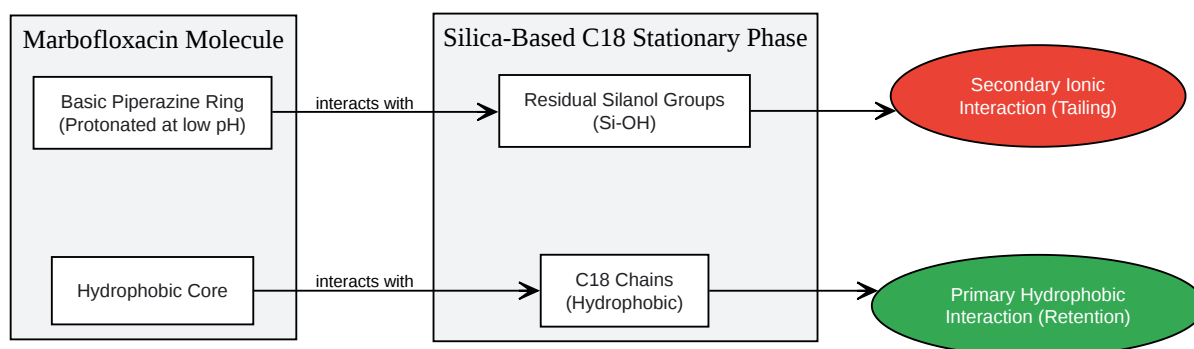 Marbofloxacin Molecule
Silica-Based C18 Stationary Phase
Basic Piperazine Ring
(Protonated at low pH)
interacts with
Residual Silanol Groups
(Si-OH)
Secondary Ionic
Interaction (Tailing)
Hydrophobic Core
interacts with
C18 Chains
(Hydrophobic)
Primary Hydrophobic
Interaction (Retention)